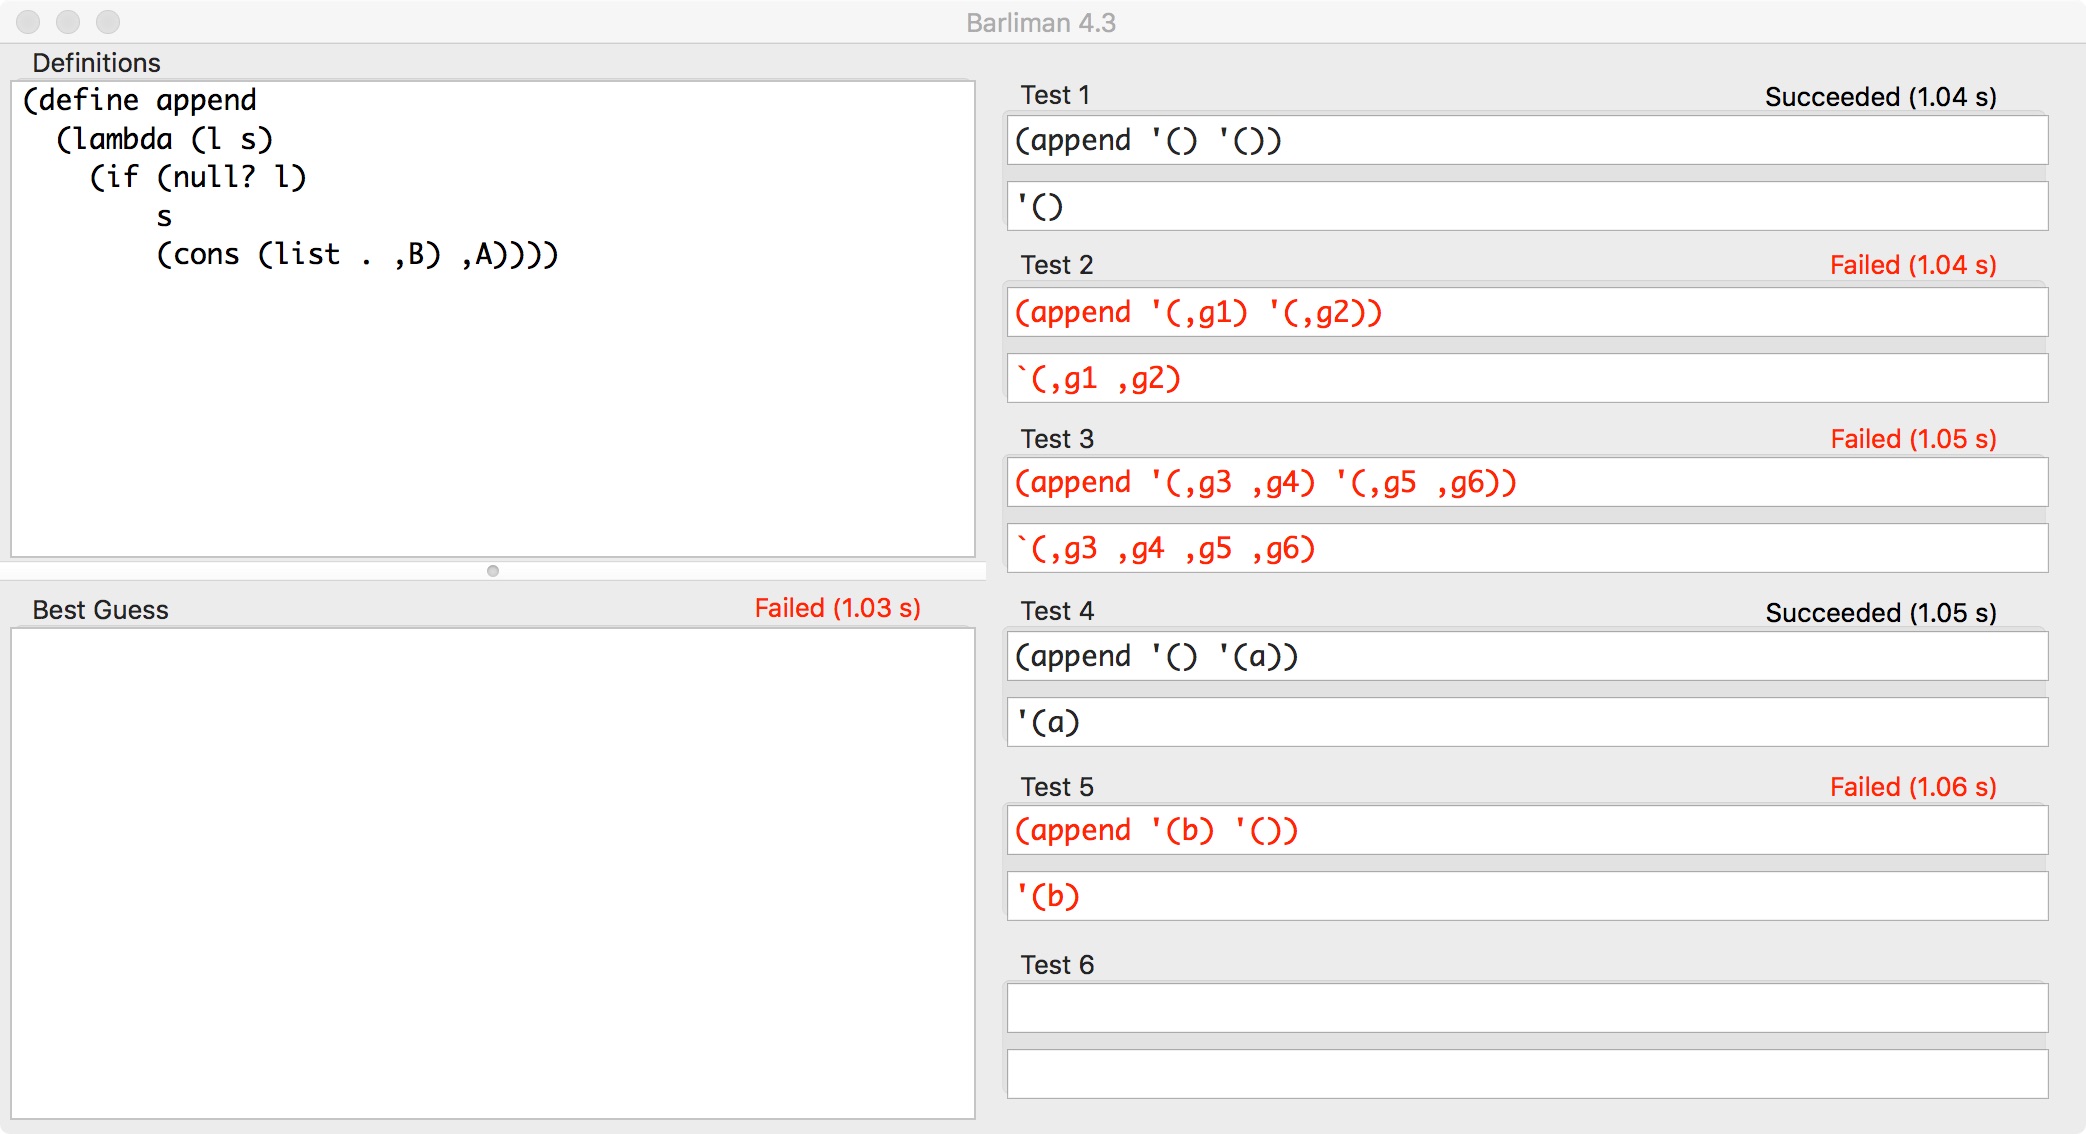 Barliman 4.3
Definitions
(define append
  (lambda (l s)
    (if (null? l)
        s
        (cons (list . ,B) ,A))))
Best Guess
Failed (1.03 s)
Test 1
Succeeded (1.04 s)
(append '() '())
'()
Test 2
Failed (1.04 s)
(append '(,g1) '(,g2))
`(,g1 ,g2)
Test 3
Failed (1.05 s)
(append '(,g3 ,g4) '(,g5 ,g6))
`(,g3 ,g4 ,g5 ,g6)
Test 4
Succeeded (1.05 s)
(append '() '(a))
'(a)
Test 5
Failed (1.06 s)
(append '(b) '())
'(b)
Test 6